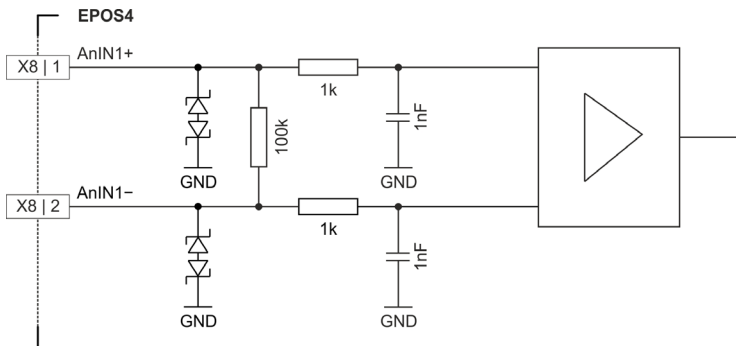 EPOS4
X8 | 1
AnIN1+
1k
100k
1nF
GND
GND
X8 | 2
AnIN1−
1k
1nF
GND
GND